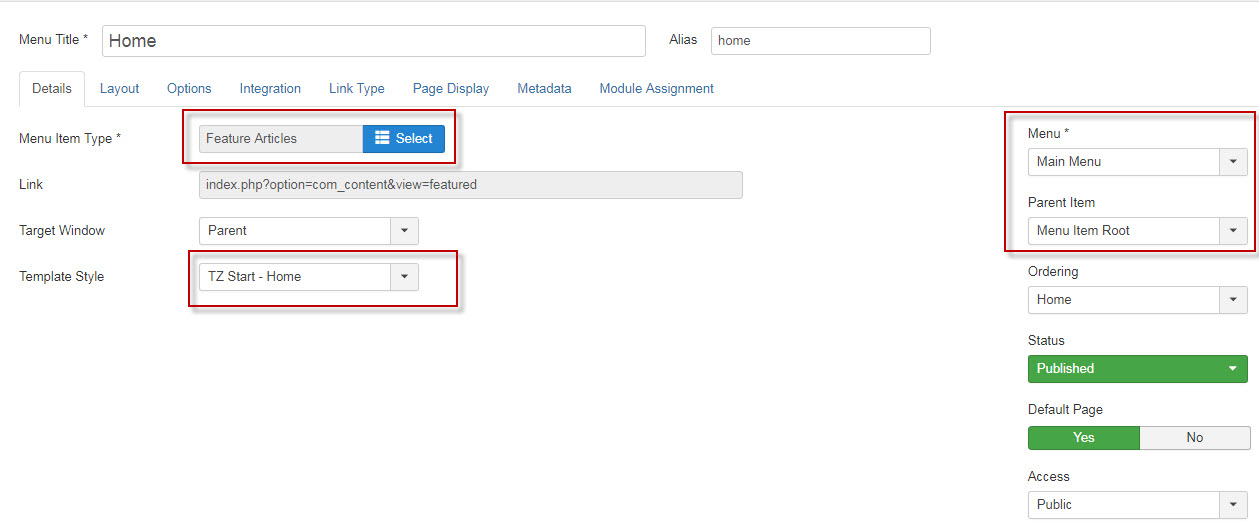 Menu Title * Home Alias home
Details Layout Options Integration Link Type Page Display Metadata Module Assignment
Menu Item Type * Feature Articles Select
Link index.php?option=com_content&view=featured
Target Window Parent
Template Style TZ Start - Home
Menu *
Main Menu
Parent Item
Menu Item Root
Ordering
Home
Status
Published
Default Page
Yes No
Access
Public